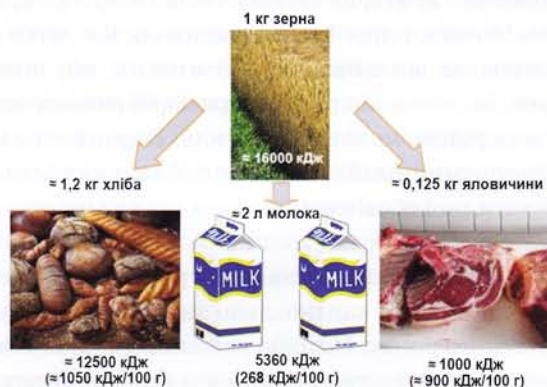 1 кг зерна
≈ 16000 кДж
≈ 1,2 кг хліба
≈ 2 л молока
≈ 0,125 кг яловичини
MILK
MILK
≈ 12500 кДж
(≈1050 кДж/100 г)
5360 кДж
(268 кДж/100 г)
≈ 1000 кДж
(≈ 900 кДж/100 г)